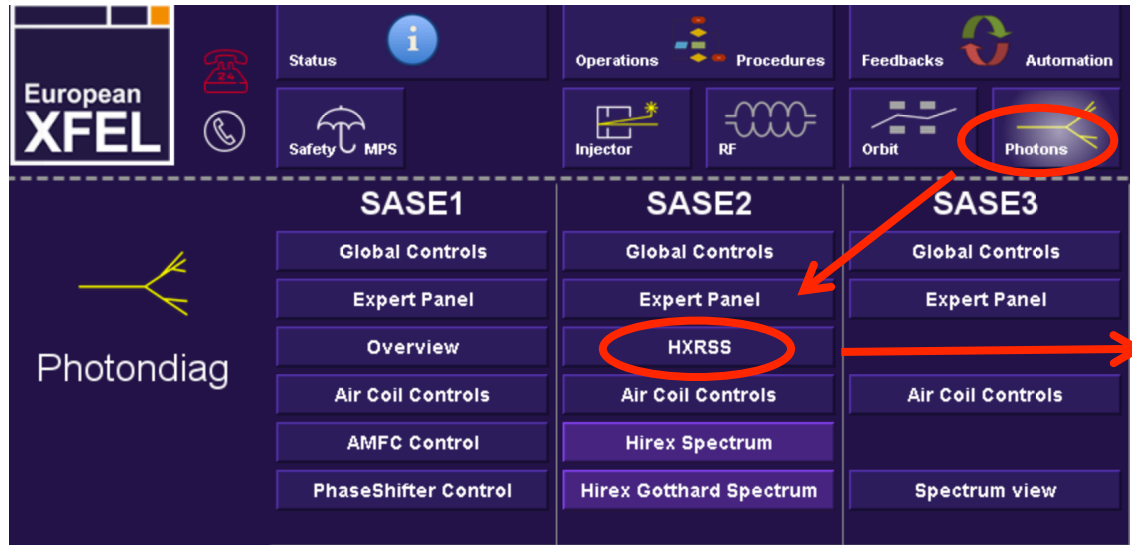 European
XFEL
24
i
Status
Operations
Procedures
Feedbacks
Automation
Safety
MPS
Injector
RF
Orbit
Photons
Photondiag
SASE1
Global Controls
Expert Panel
Overview
Air Coil Controls
AMFC Control
PhaseShifter Control
SASE2
Global Controls
Expert Panel
HXRSS
Air Coil Controls
Hirex Spectrum
Hirex Gotthard Spectrum
SASE3
Global Controls
Expert Panel
Air Coil Controls
Spectrum view